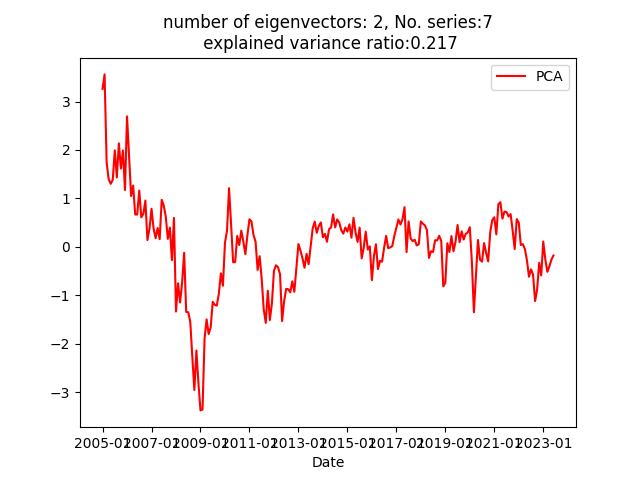 number of eigenvectors: 2, No. series:7
explained variance ratio:0.217
PCA
3
2
1
0
−1
−2
−3
2005-01 2007-01 2009-01 2011-01 2013-01 2015-01 2017-01 2019-01 2021-01 2023-01
Date